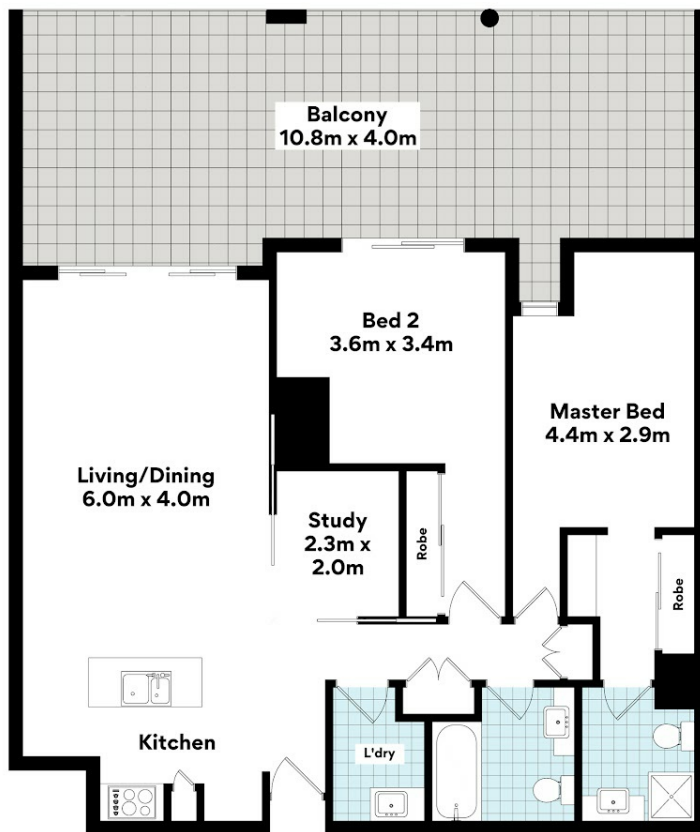 Balcony
10.8m x 4.0m
Bed 2
3.6m x 3.4m
Master Bed
4.4m x 2.9m
Living/Dining
6.0m x 4.0m
Study
2.3m x
2.0m
Robe
Robe
Kitchen
L'dry